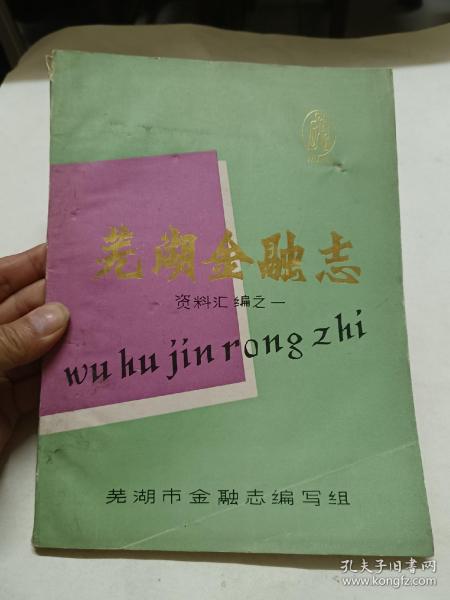 芜湖金融志
资料汇编之一
wu hu jin rong zhi
芜湖市金融志编写组
孔夫子旧书网
www.kongfz.com